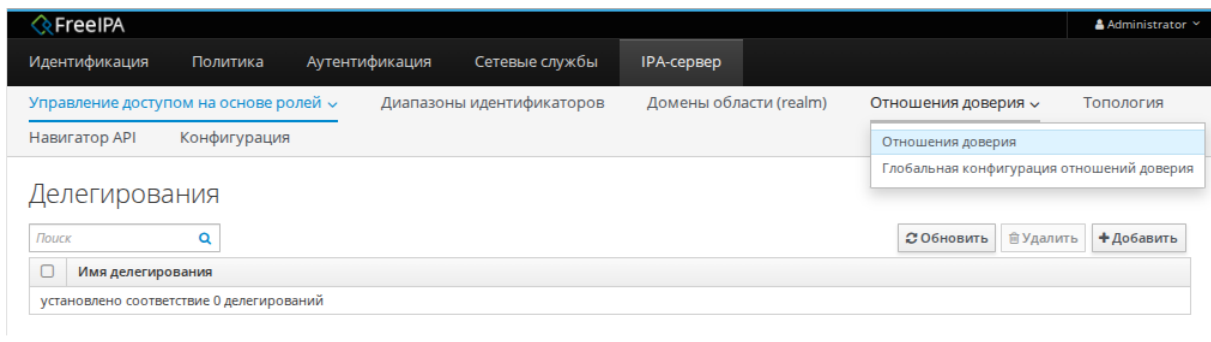 FreeIPA Administrator
Идентификация Политика Аутентификация Сетевые службы IPA-сервер
Управление доступом на основе ролей Диапазоны идентификаторов Домены области (realm) Отношения доверия Топология
Навигатор API Конфигурация
Отношения доверия
Глобальная конфигурация отношений доверия
Делегирования
Поиск Обновить Удалить Добавить
Имя делегирования
установлено соответствие 0 делегирований